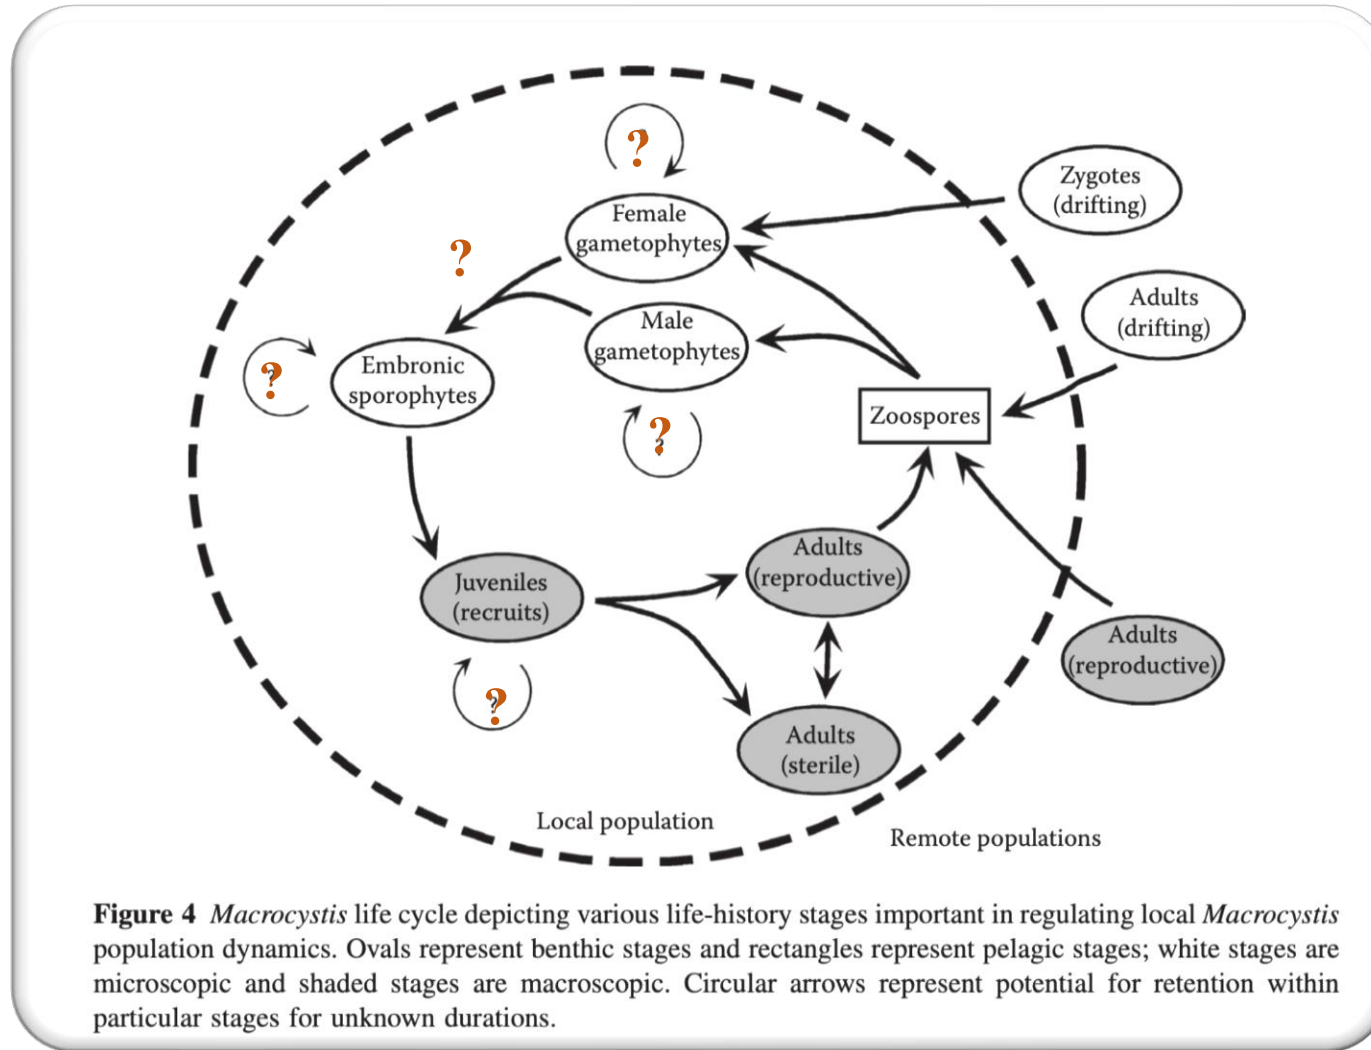 ?
Zygotes
(drifting)
Female
gametophytes
?
Adults
(drifting)
Male
gametophytes
Embronic
sporophytes
?
?
Zoospores
Adults
(reproductive)
Juveniles
(recruits)
Adults
(reproductive)
?
Adults
(sterile)
Local population
Remote populations
Figure 4 Macrocystis life cycle depicting various life-history stages important in regulating local Macrocystis
population dynamics. Ovals represent benthic stages and rectangles represent pelagic stages; white stages are
microscopic and shaded stages are macroscopic. Circular arrows represent potential for retention within
particular stages for unknown durations.